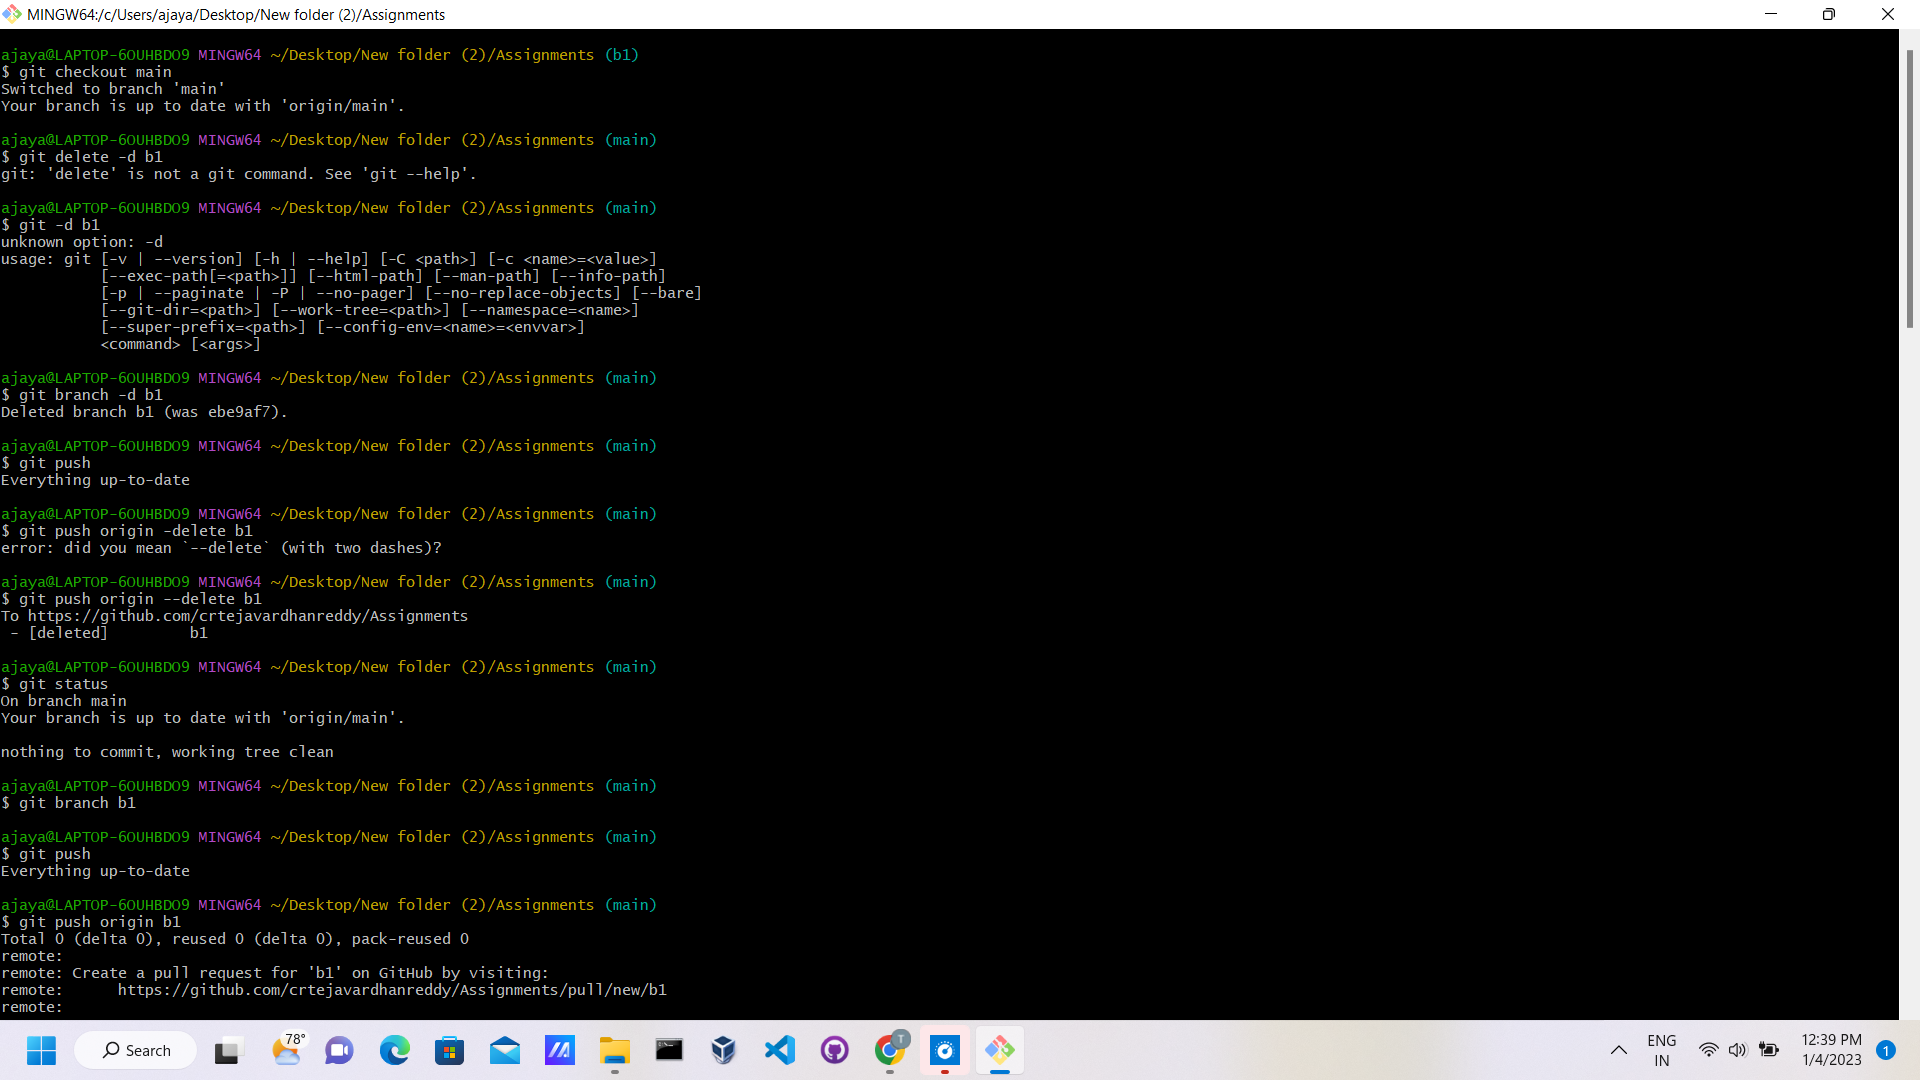 MINGW64:/c/Users/ajaya/Desktop/New folder (2)/Assignments
ajaya@LAPTOP-6OUHBDO9 MINGW64 ~/Desktop/New folder (2)/Assignments (b1)
$ git checkout main
Switched to branch 'main'
Your branch is up to date with 'origin/main'.
ajaya@LAPTOP-6OUHBDO9 MINGW64 ~/Desktop/New folder (2)/Assignments (main)
$ git delete -d b1
git: 'delete' is not a git command. See 'git --help'.
ajaya@LAPTOP-6OUHBDO9 MINGW64 ~/Desktop/New folder (2)/Assignments (main)
$ git -d b1
unknown option: -d
usage: git [-v | --version] [-h | --help] [-C <path>] [-c <name>=<value>]
           [--exec-path[=<path>]] [--html-path] [--man-path] [--info-path]
           [-p | --paginate | -P | --no-pager] [--no-replace-objects] [--bare]
           [--git-dir=<path>] [--work-tree=<path>] [--namespace=<name>]
           [--super-prefix=<path>] [--config-env=<name>=<envvar>]
           <command> [<args>]
ajaya@LAPTOP-6OUHBDO9 MINGW64 ~/Desktop/New folder (2)/Assignments (main)
$ git branch -d b1
Deleted branch b1 (was ebe9af7).
ajaya@LAPTOP-6OUHBDO9 MINGW64 ~/Desktop/New folder (2)/Assignments (main)
$ git push
Everything up-to-date
ajaya@LAPTOP-6OUHBDO9 MINGW64 ~/Desktop/New folder (2)/Assignments (main)
$ git push origin -delete b1
error: did you mean `--delete` (with two dashes)?
ajaya@LAPTOP-6OUHBDO9 MINGW64 ~/Desktop/New folder (2)/Assignments (main)
$ git push origin --delete b1
To https://github.com/crtejavardhanreddy/Assignments
 - [deleted]         b1
ajaya@LAPTOP-6OUHBDO9 MINGW64 ~/Desktop/New folder (2)/Assignments (main)
$ git status
On branch main
Your branch is up to date with 'origin/main'.
nothing to commit, working tree clean
ajaya@LAPTOP-6OUHBDO9 MINGW64 ~/Desktop/New folder (2)/Assignments (main)
$ git branch b1
ajaya@LAPTOP-6OUHBDO9 MINGW64 ~/Desktop/New folder (2)/Assignments (main)
$ git push
Everything up-to-date
ajaya@LAPTOP-6OUHBDO9 MINGW64 ~/Desktop/New folder (2)/Assignments (main)
$ git push origin b1
Total 0 (delta 0), reused 0 (delta 0), pack-reused 0
remote:
remote: Create a pull request for 'b1' on GitHub by visiting:
remote:      https://github.com/crtejavardhanreddy/Assignments/pull/new/b1
remote:
Search
78°
T
ENG
IN
12:39 PM
1/4/2023
1